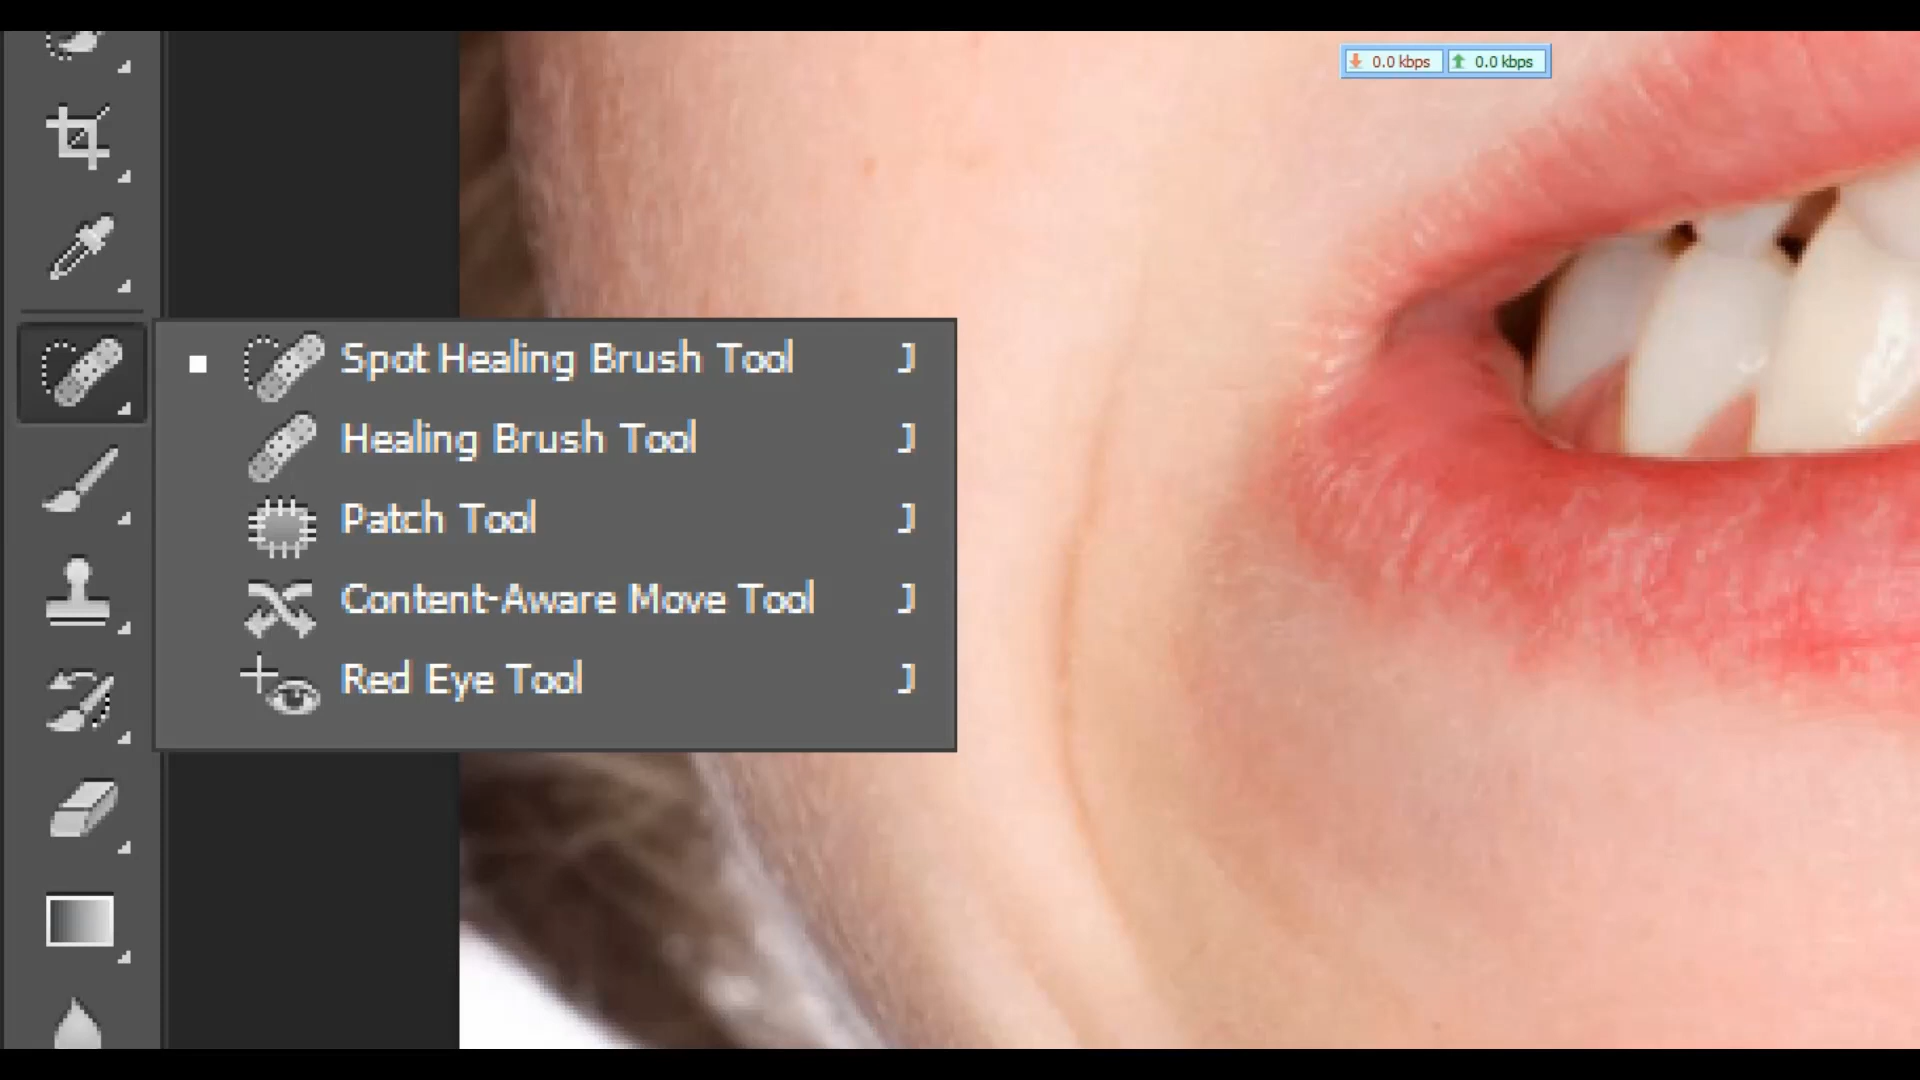 0.0 kbps 0.0 kbps
Spot Healing Brush Tool J
Healing Brush Tool J
Patch Tool J
Content-Aware Move Tool J
Red Eye Tool J